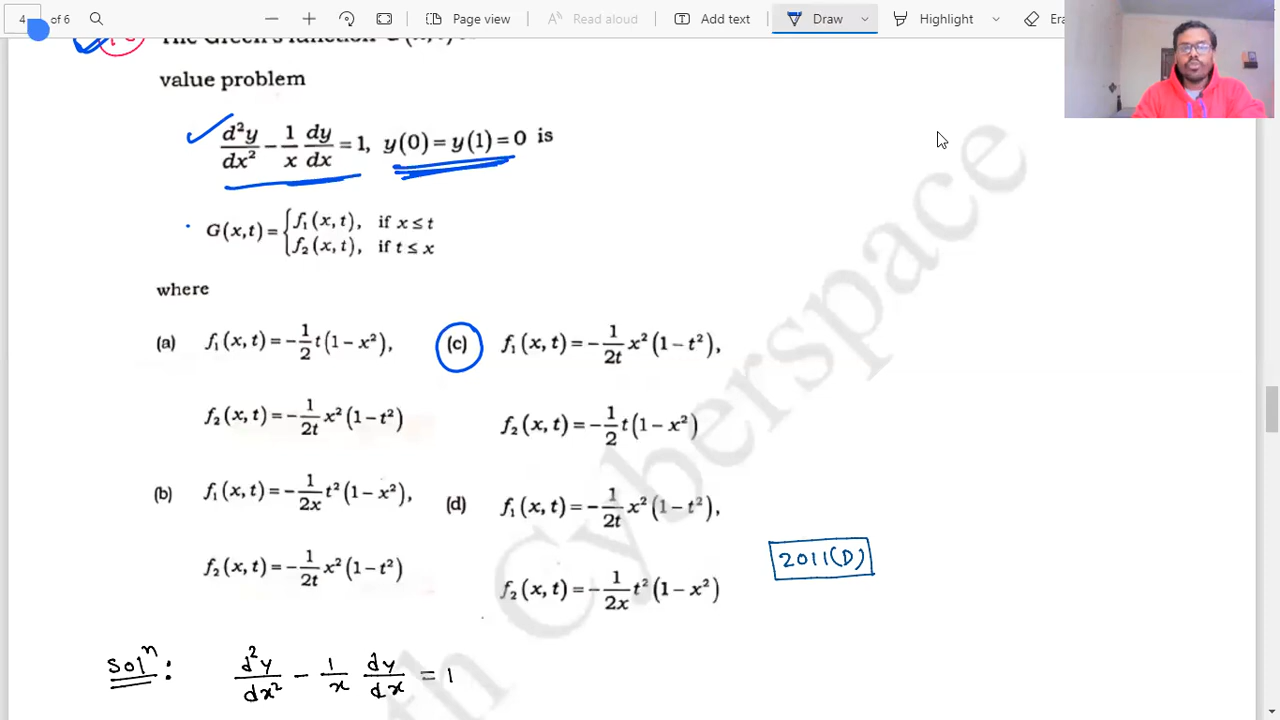 4 of 6 Page view Read aloud Add text Draw Highlight
The Green's function G(x,t)
value problem
d²y/dx² − 1/x dy/dx = 1, y(0) = y(1) = 0 is
G(x,t) = { f₁(x,t), if x ≤ t
f₂(x,t), if t ≤ x
where
(a) f₁(x,t) = −1/2 t(1−x²),
f₂(x,t) = −1/2t x²(1−t²)
(b) f₁(x,t) = −1/2x t²(1−x²),
f₂(x,t) = −1/2t x²(1−t²)
(c) f₁(x,t) = −1/2t x²(1−t²),
f₂(x,t) = −1/2 t(1−x²)
(d) f₁(x,t) = −1/2t x²(1−t²),
f₂(x,t) = −1/2x t²(1−x²)
2011(D)
Solⁿ: d²y/dx² − 1/x dy/dx = 1
Cyberspace